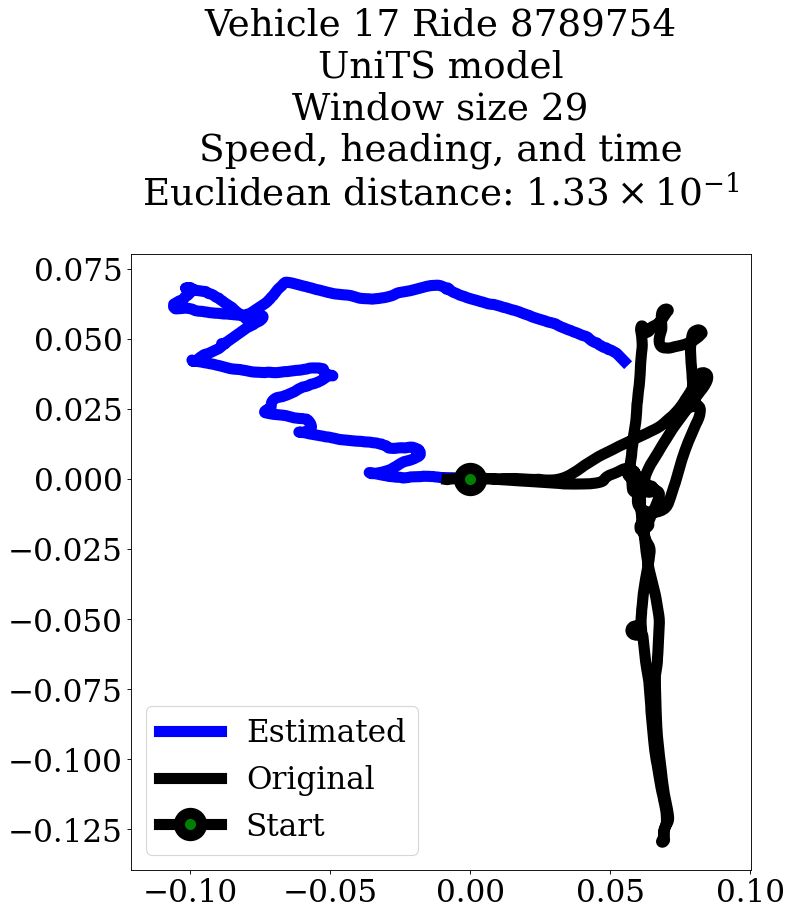 Vehicle 17 Ride 8789754
UniTS model
Window size 29
Speed, heading, and time
Euclidean distance: 1.33 × 10⁻¹
0.075
0.050
0.025
0.000
−0.025
−0.050
−0.075
−0.100
−0.125
Estimated
Original
Start
−0.10 −0.05 0.00 0.05 0.10